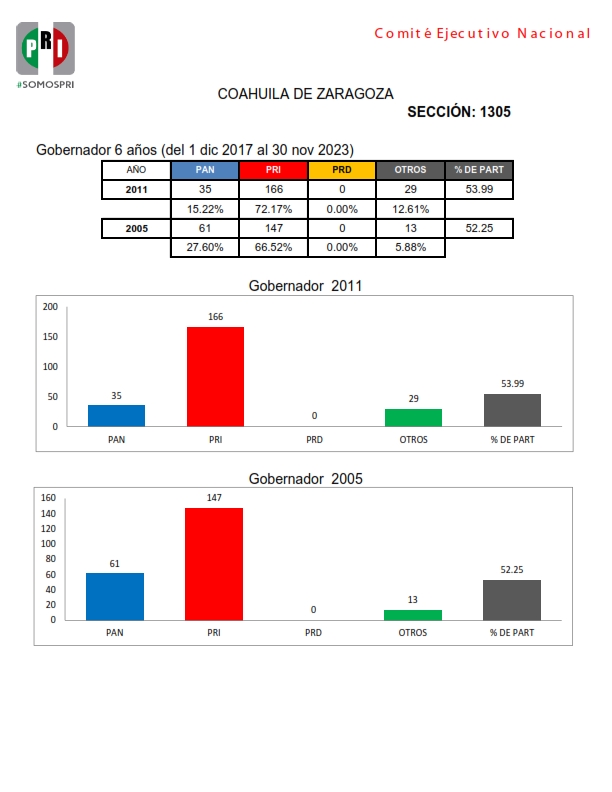 PRI
#SOMOSPRI
Comité Ejecutivo Nacional
COAHUILA DE ZARAGOZA
SECCIÓN: 1305
Gobernador 6 años (del 1 dic 2017 al 30 nov 2023)
AÑO PAN PRI PRD OTROS % DE PART
2011 35 166 0 29 53.99
15.22% 72.17% 0.00% 12.61%
2005 61 147 0 13 52.25
27.60% 66.52% 0.00% 5.88%
Gobernador 2011
200
166
150
100
53.99
50
35
29
0
0
PAN PRI PRD OTROS % DE PART
Gobernador 2005
160
147
140
120
100
80
61
60
52.25
40
20
13
0
0
PAN PRI PRD OTROS % DE PART